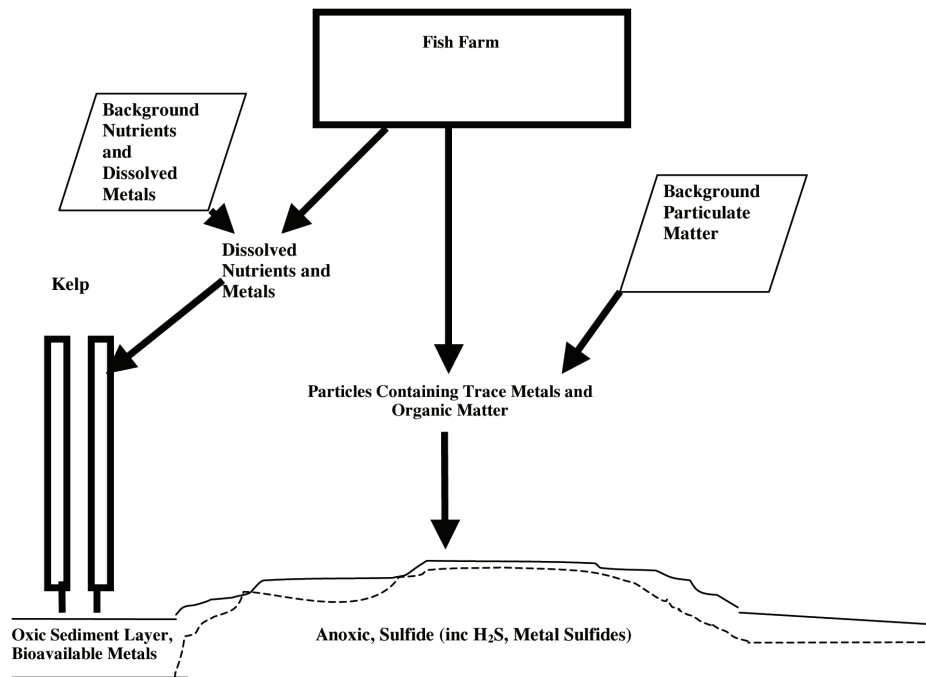 Fish Farm
Background
Nutrients
and
Dissolved
Metals
Background
Particulate
Matter
Dissolved
Nutrients and
Metals
Kelp
Particles Containing Trace Metals and
Organic Matter
Oxic Sediment Layer,
Bioavailable Metals
Anoxic, Sulfide (inc H₂S, Metal Sulfides)